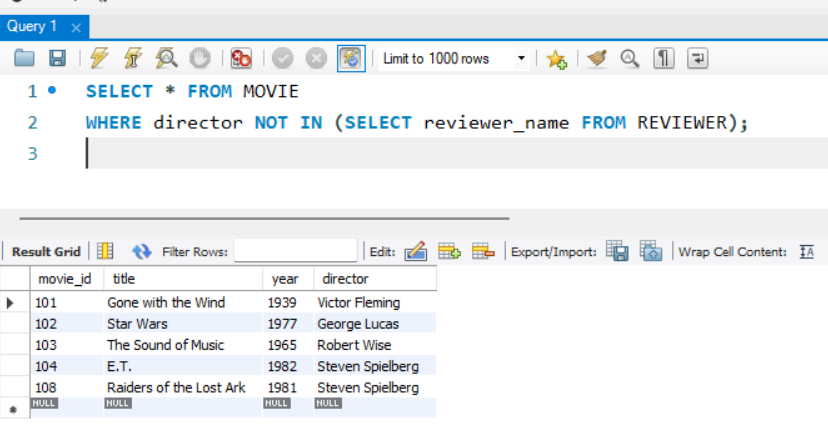 Query 1
Limit to 1000 rows
1 SELECT * FROM MOVIE
2 WHERE director NOT IN (SELECT reviewer_name FROM REVIEWER);
3
Result Grid Filter Rows: Edit: Export/Import: Wrap Cell Content: IA
movie_id title year director
101 Gone with the Wind 1939 Victor Fleming
102 Star Wars 1977 George Lucas
103 The Sound of Music 1965 Robert Wise
104 E.T. 1982 Steven Spielberg
108 Raiders of the Lost Ark 1981 Steven Spielberg
NULL NULL NULL NULL